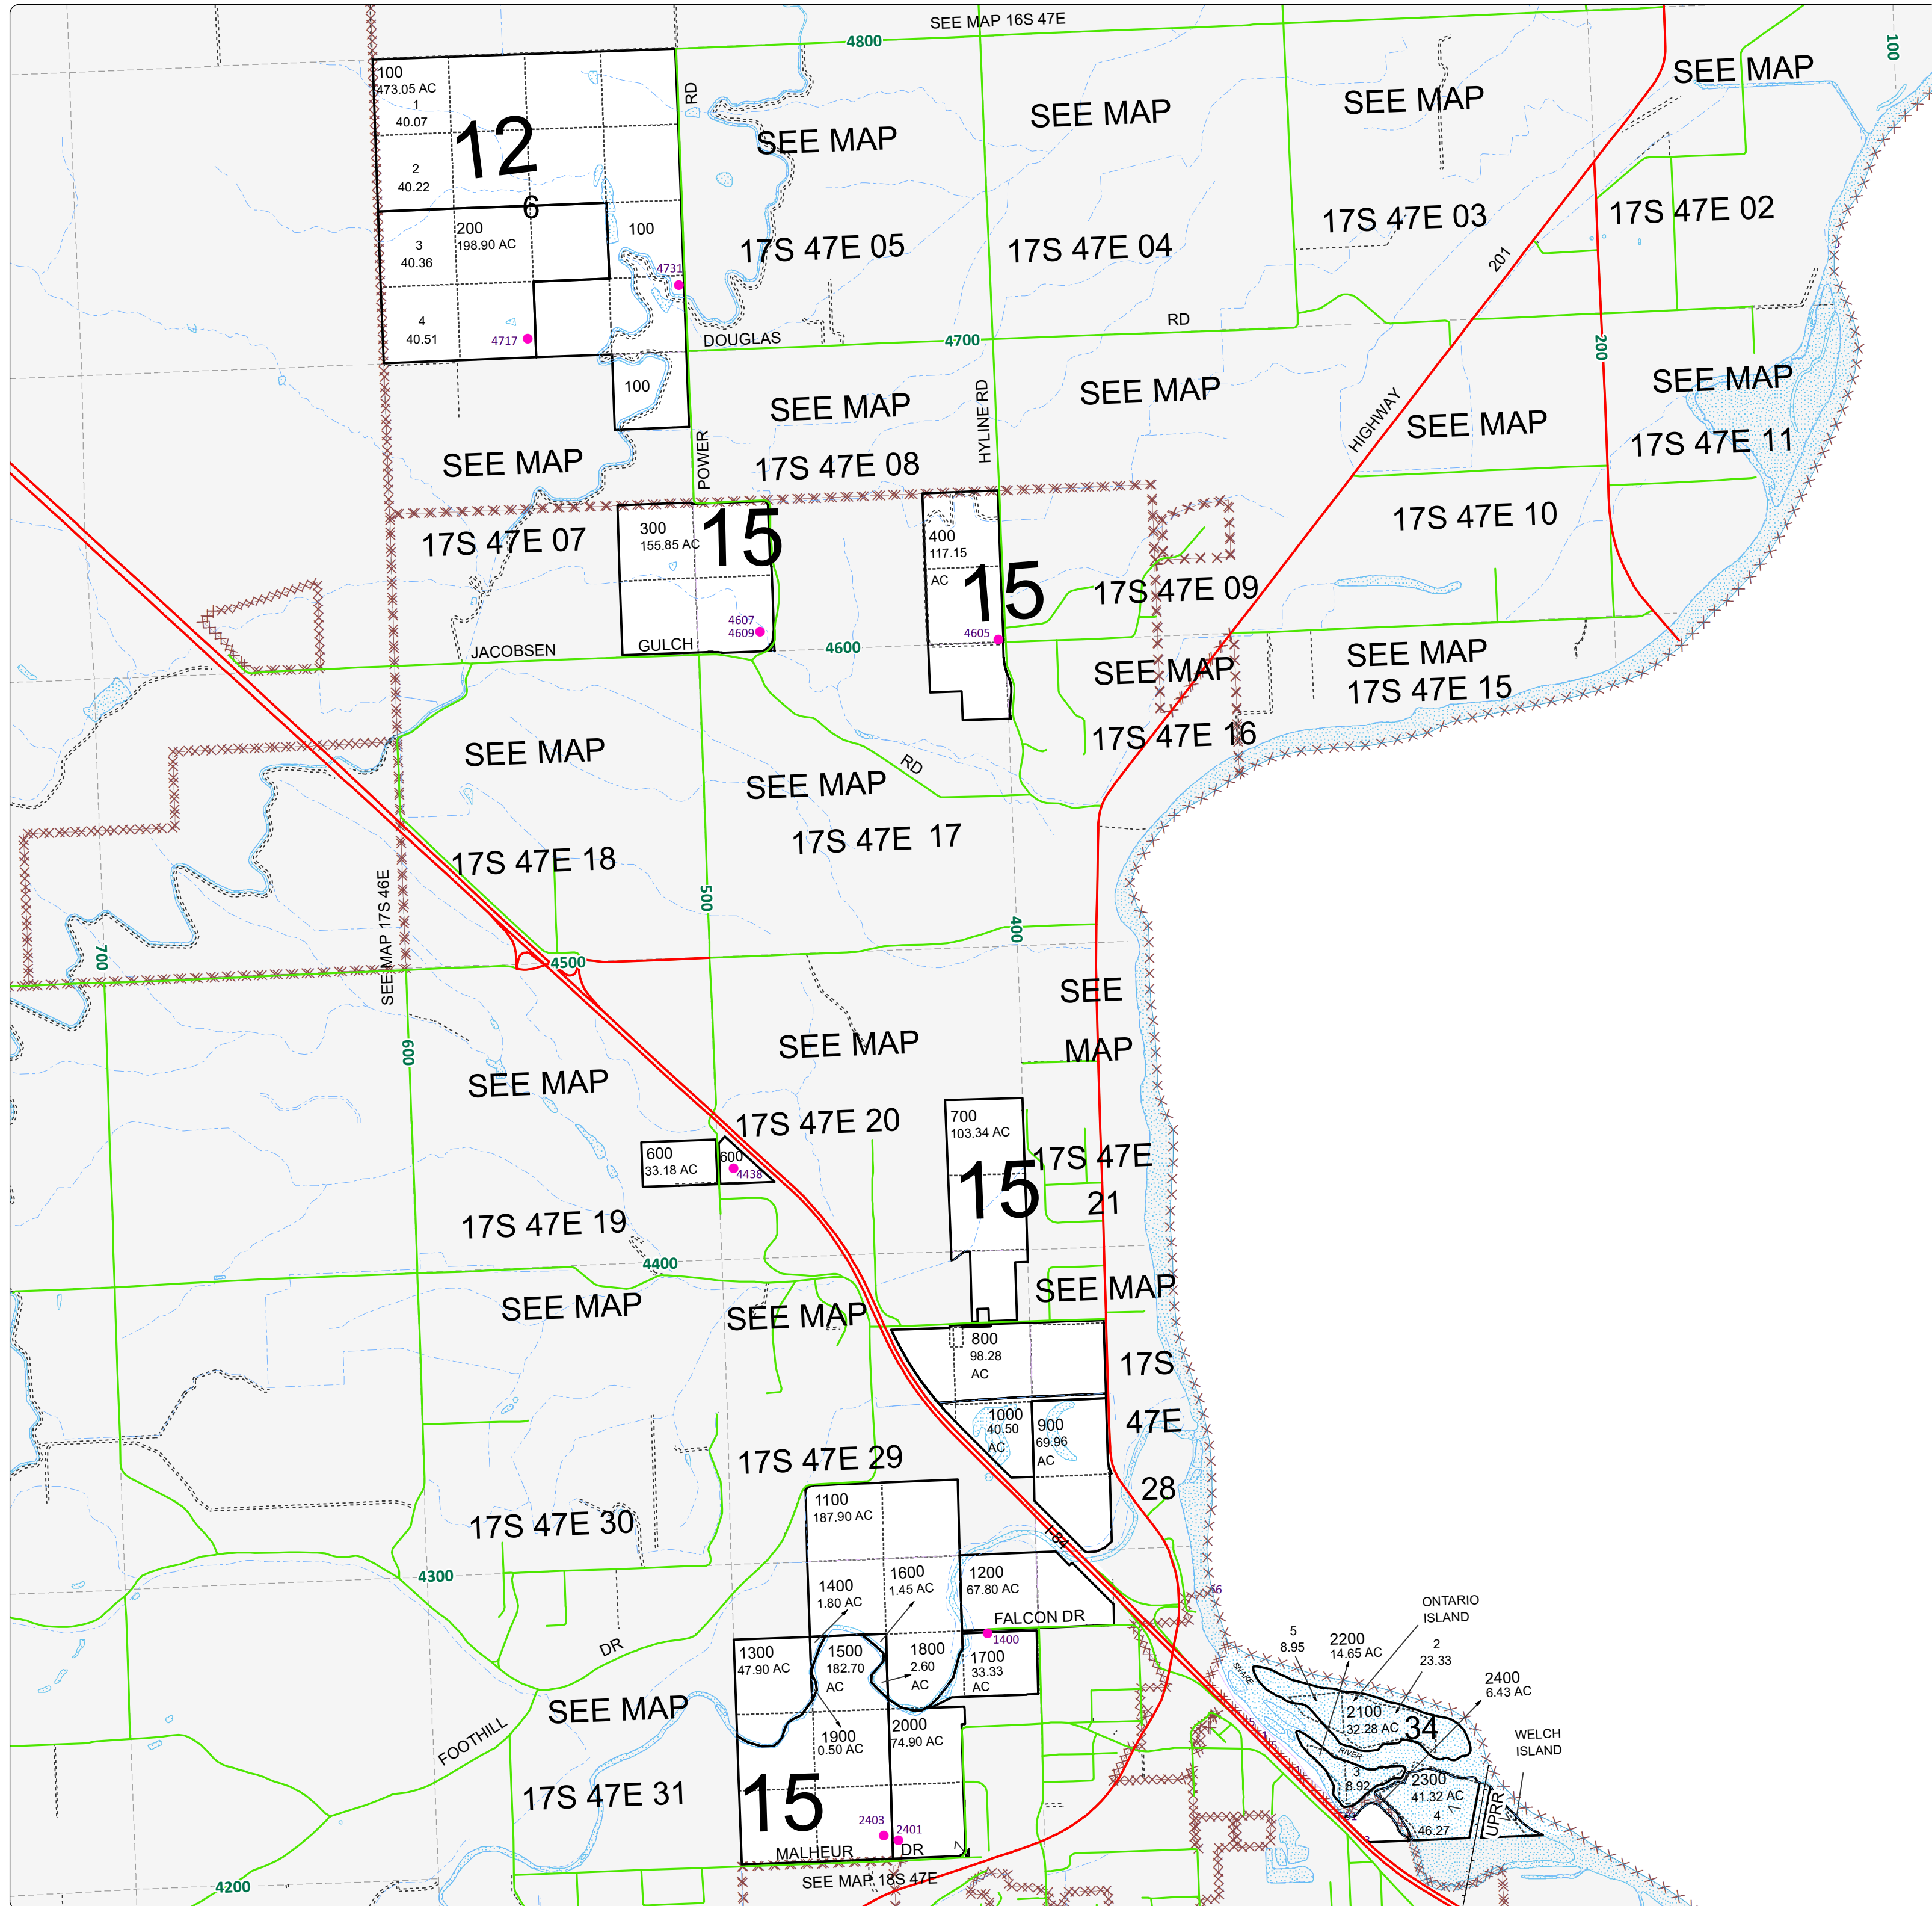 SEE MAP 16S 47E
4800
100
SEE MAP
SEE MAP
SEE MAP
SEE MAP
100
473.05 AC
1
40.07
2
40.22
12
6
RD
3
40.36
200
198.90 AC
100
4731
4
40.51
4717
100
17S 47E 05
17S 47E 04
17S 47E 03
17S 47E 02
201
DOUGLAS
4700
RD
200
HYLINE RD
HIGHWAY
POWER
SEE MAP
SEE MAP
SEE MAP
SEE MAP
SEE MAP
17S 47E 08
17S 47E 11
17S 47E 07
17S 47E 10
300
155.85 AC
15
4607
4609
400
117.15
AC
15
4605
17S 47E 09
JACOBSEN
GULCH
4600
SEE MAP
SEE MAP
17S 47E 15
17S 47E 16
SEE MAP
SEE MAP
RD
17S 47E 17
17S 47E 18
SEE MAP 17S 46E
500
400
700
4500
600
SEE
MAP
SEE MAP
SEE MAP
17S 47E 20
700
103.34 AC
15
17S 47E
21
600
33.18 AC
600
4438
17S 47E 19
4400
SEE MAP
SEE MAP
SEE MAP
800
98.28
AC
17S
47E
28
1000
40.50
AC
900
69.96
AC
17S 47E 29
17S 47E 30
I-84
1100
187.90 AC
4300
1400
1.80 AC
1600
1.45 AC
1200
67.80 AC
FALCON DR
1400
DR
FOOTHILL
1300
47.90 AC
1500
182.70
AC
1800
2.60
AC
1700
33.33
AC
1900
0.50 AC
2000
74.90 AC
SEE MAP
17S 47E 31
15
2403
2401
MALHEUR
DR
SEE MAP 18S 47E
4200
66
ONTARIO
ISLAND
5
8.95
2200
14.65 AC
2
23.33
2400
6.43 AC
SNAKE
RIVER
2100
32.28 AC
34
WELCH
ISLAND
3
8.92
2300
41.32 AC
4
46.27
UPRR